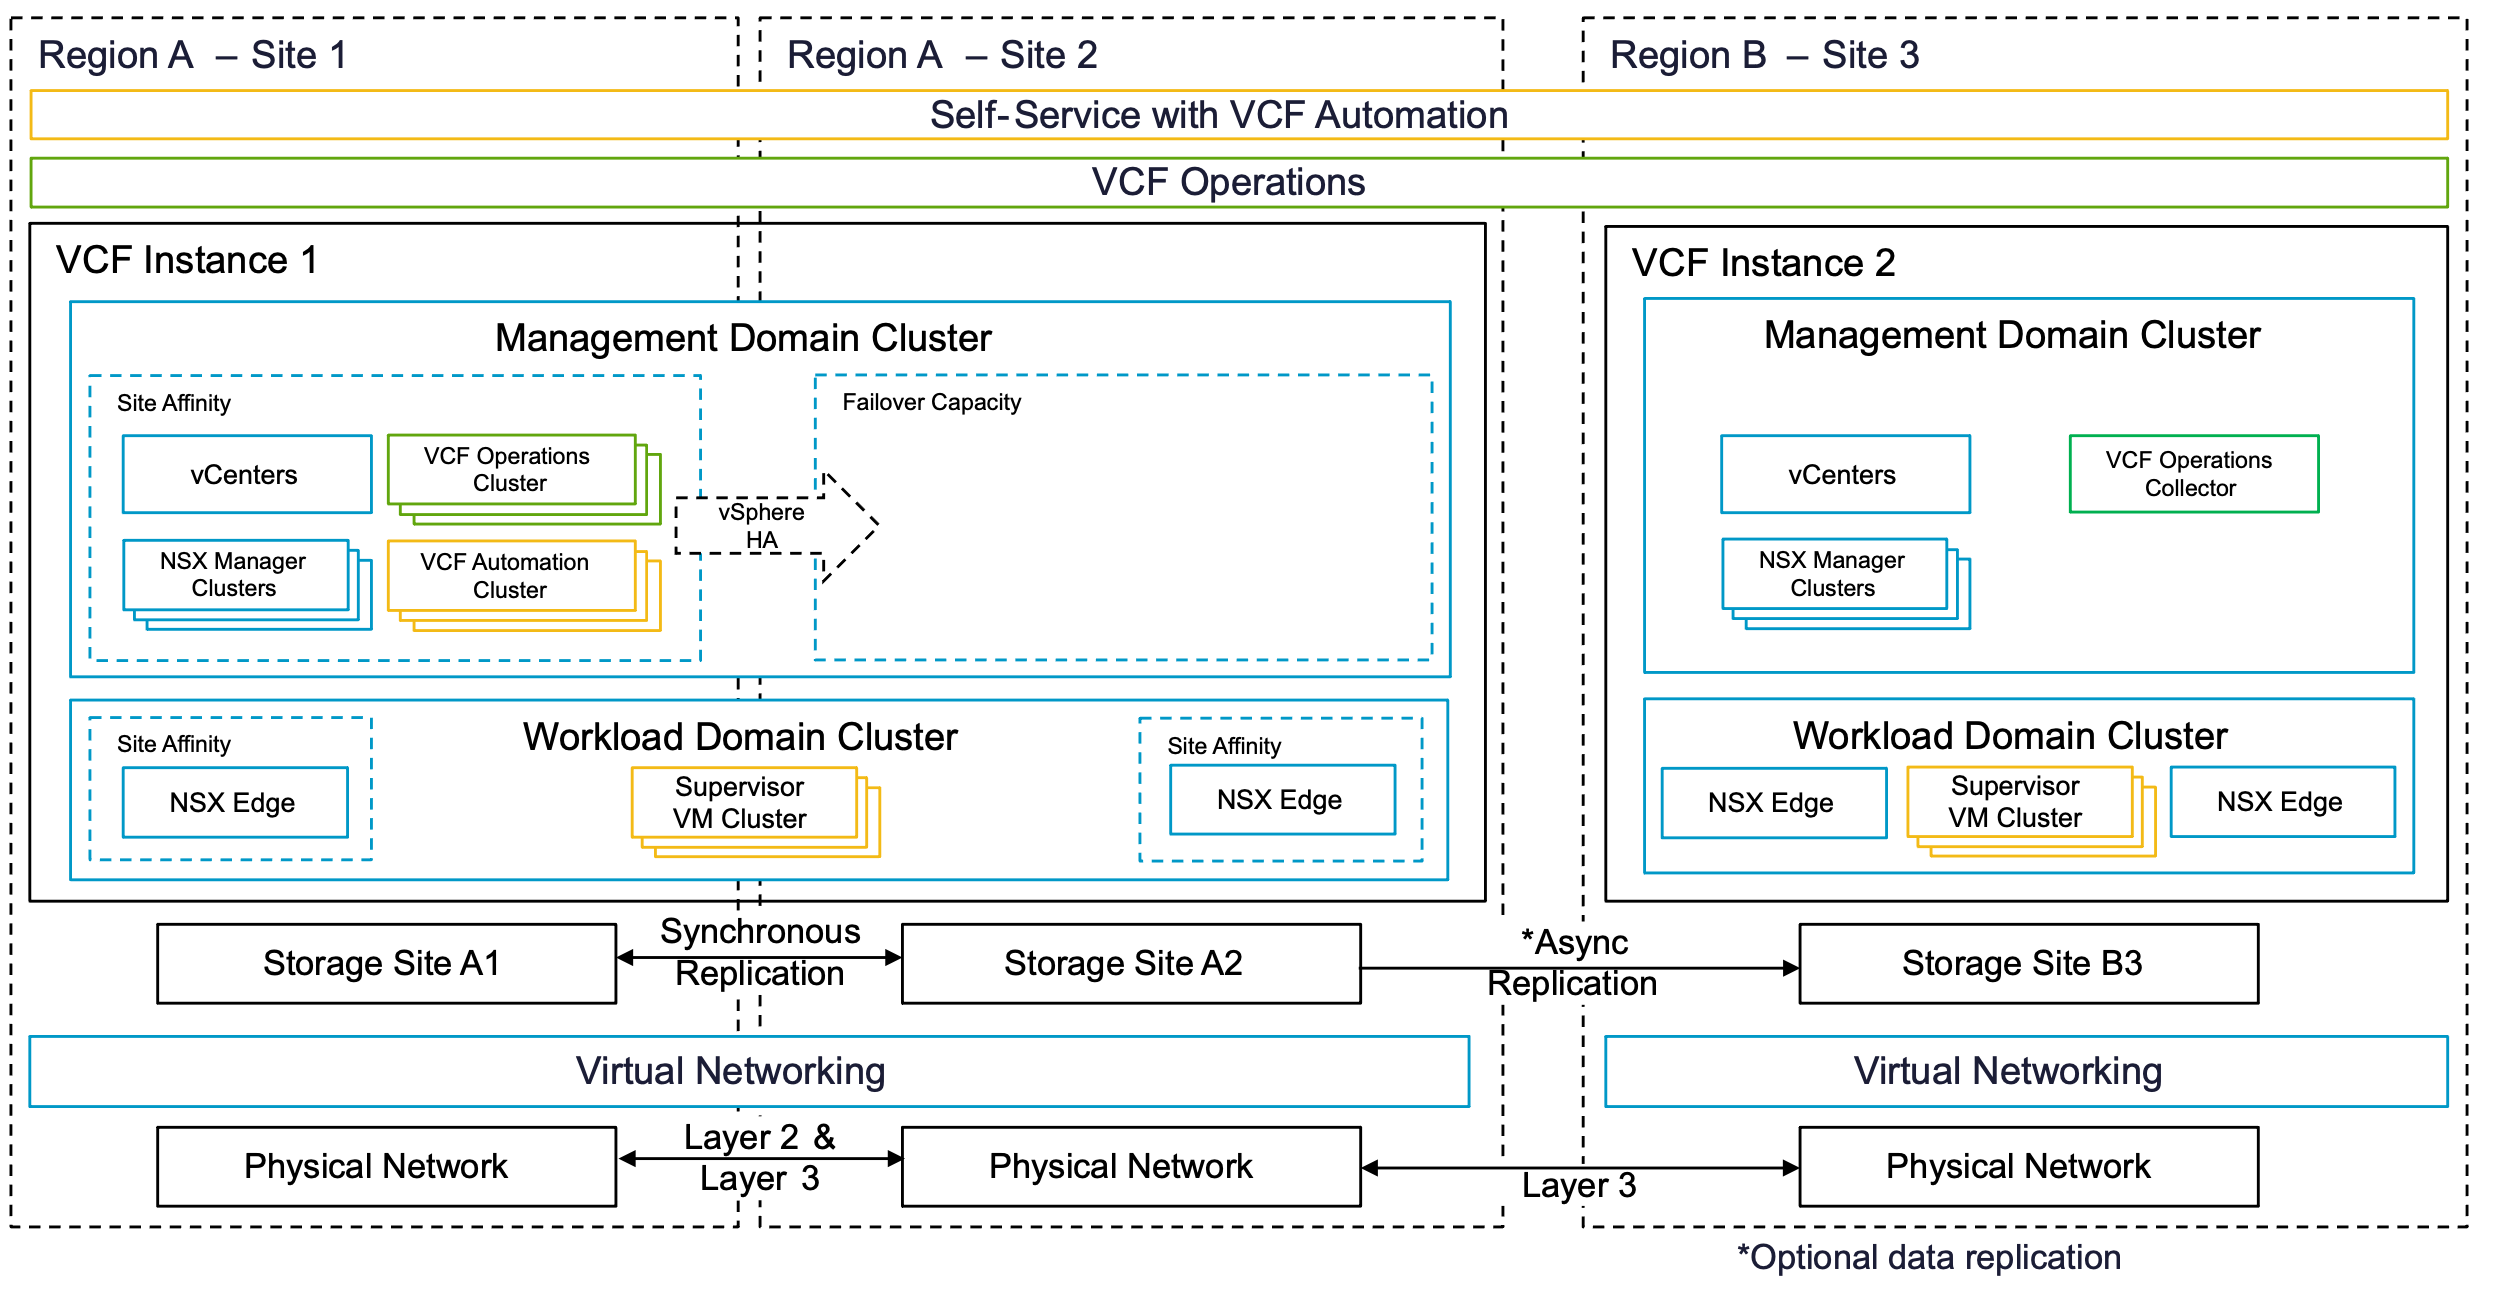 Region A – Site 1
Region A – Site 2
Region B – Site 3
Self-Service with VCF Automation
VCF Operations
VCF Instance 1
Management Domain Cluster
Site Affinity
vCenters
VCF Operations
Cluster
NSX Manager
Clusters
VCF Automation
Cluster
vSphere
HA
Failover Capacity
Workload Domain Cluster
Site Affinity
NSX Edge
Supervisor
VM Cluster
Site Affinity
NSX Edge
VCF Instance 2
Management Domain Cluster
vCenters
VCF Operations
Collector
NSX Manager
Clusters
Workload Domain Cluster
NSX Edge
Supervisor
VM Cluster
NSX Edge
Storage Site A1
Synchronous
Replication
Storage Site A2
*Async
Replication
Storage Site B3
Virtual Networking
Virtual Networking
Physical Network
Layer 2 &
Layer 3
Physical Network
Layer 3
Physical Network
*Optional data replication